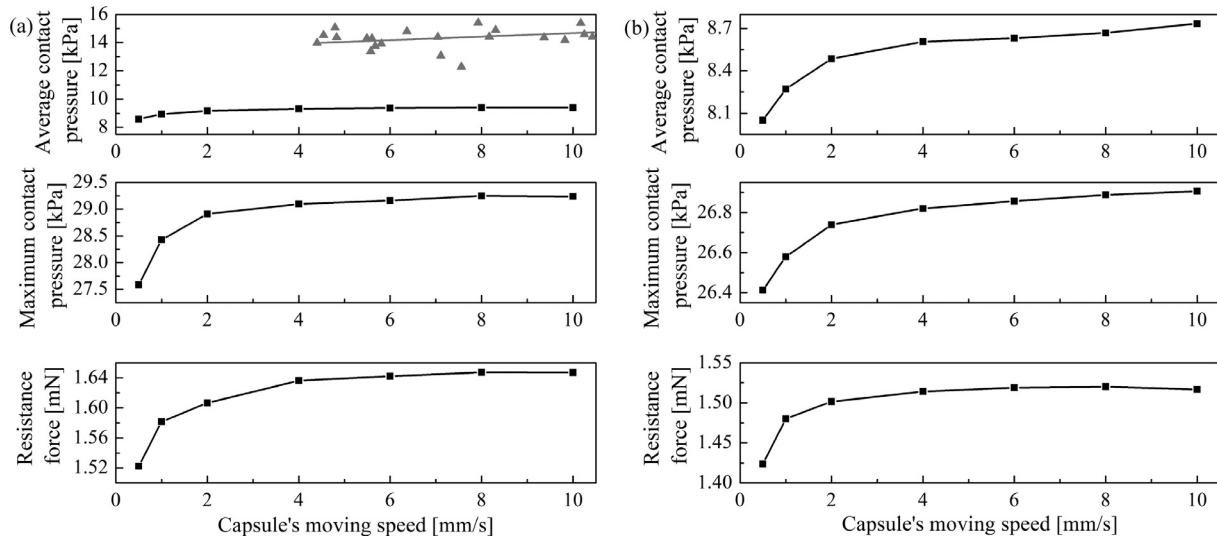 (a)
Average contact
pressure [kPa]
16
14
12
9
8
0 2 4 6 8 10
Maximum contact
pressure [kPa]
29.5
29.0
28.5
28.0
27.5
0 2 4 6 8 10
Resistance
force [mN]
1.64
1.60
1.56
1.52
0 2 4 6 8 10
Capsule's moving speed [mm/s]
(b)
Average contact
pressure [kPa]
8.7
8.4
8.1
0 2 4 6 8 10
Maximum contact
pressure [kPa]
26.8
26.6
26.4
0 2 4 6 8 10
Resistance
force [mN]
1.55
1.50
1.45
1.40
0 2 4 6 8 10
Capsule's moving speed [mm/s]